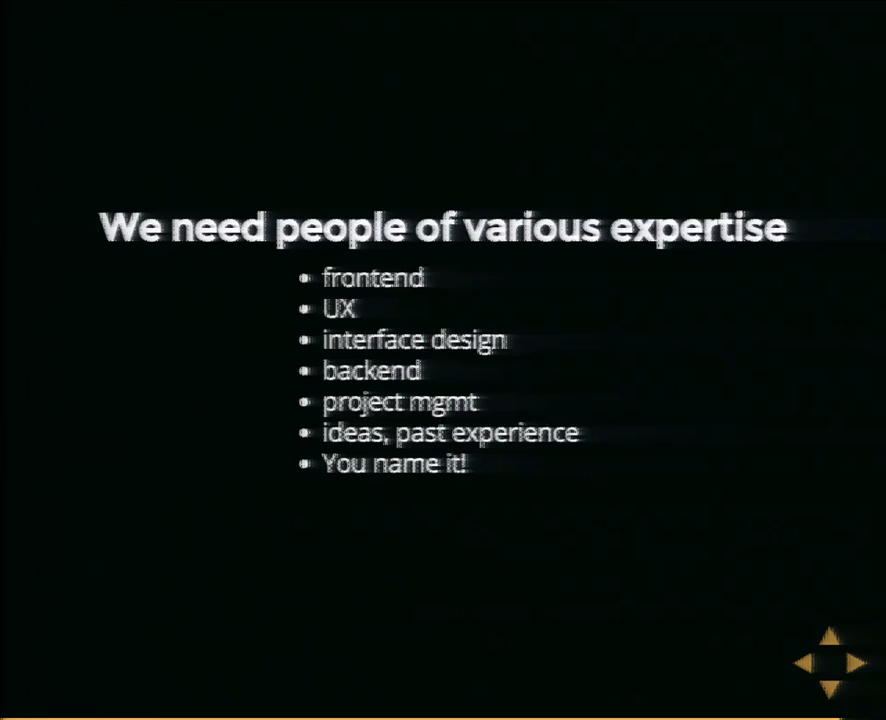 We need people of various expertise
• frontend
• UX
• interface design
• backend
• project mgmt
• ideas, past experience
• You name it!